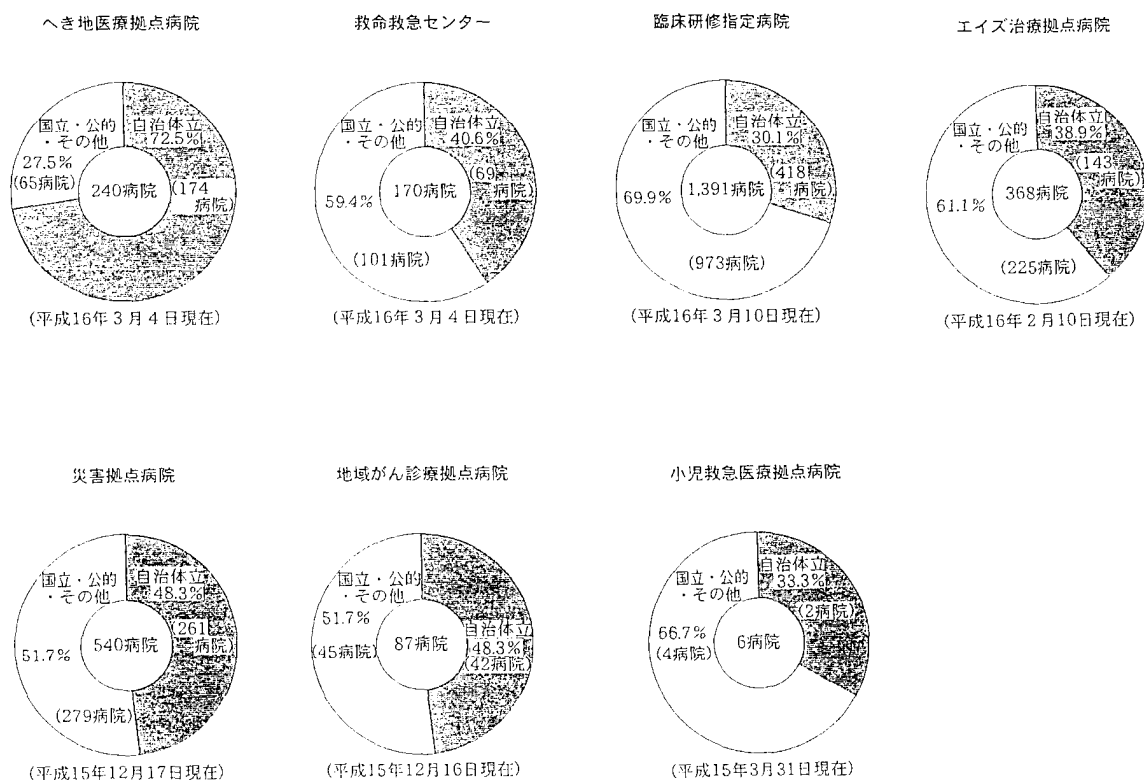 へき地医療拠点病院
国立・公的
・その他
27.5%
(65病院)
240病院
自治体立
72.5%
(174
病院)
(平成16年3月4日現在)
救命救急センター
国立・公的
・その他
59.4%
(101病院)
170病院
自治体立
40.6%
(69
病院)
(平成16年3月4日現在)
臨床研修指定病院
国立・公的
・その他
69.9%
(973病院)
1,391病院
自治体立
30.1%
(418
病院)
(平成16年3月10日現在)
エイズ治療拠点病院
国立・公的
・その他
61.1%
(225病院)
368病院
自治体立
38.9%
(143
病院)
(平成16年2月10日現在)
災害拠点病院
国立・公的
・その他
51.7%
(279病院)
540病院
自治体立
48.3%
(261
病院)
(平成15年12月17日現在)
地域がん診療拠点病院
国立・公的
・その他
51.7%
(45病院)
87病院
自治体立
48.3%
(42病院)
(平成15年12月16日現在)
小児救急医療拠点病院
国立・公的
・その他
66.7%
(4病院)
6病院
自治体立
33.3%
(2病院)
(平成15年3月31日現在)